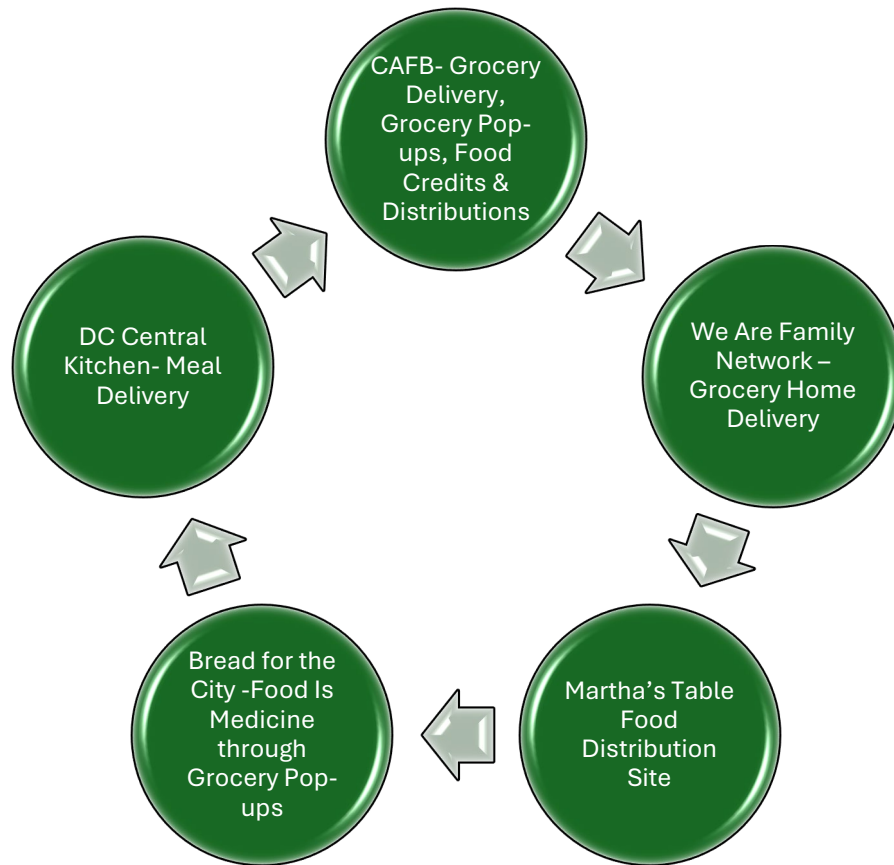 CAFB- Grocery
Delivery,
Grocery Pop-
ups, Food
Credits &
Distributions
We Are Family
Network –
Grocery Home
Delivery
Martha's Table
Food
Distribution
Site
Bread for the
City -Food Is
Medicine
through
Grocery Pop-
ups
DC Central
Kitchen- Meal
Delivery